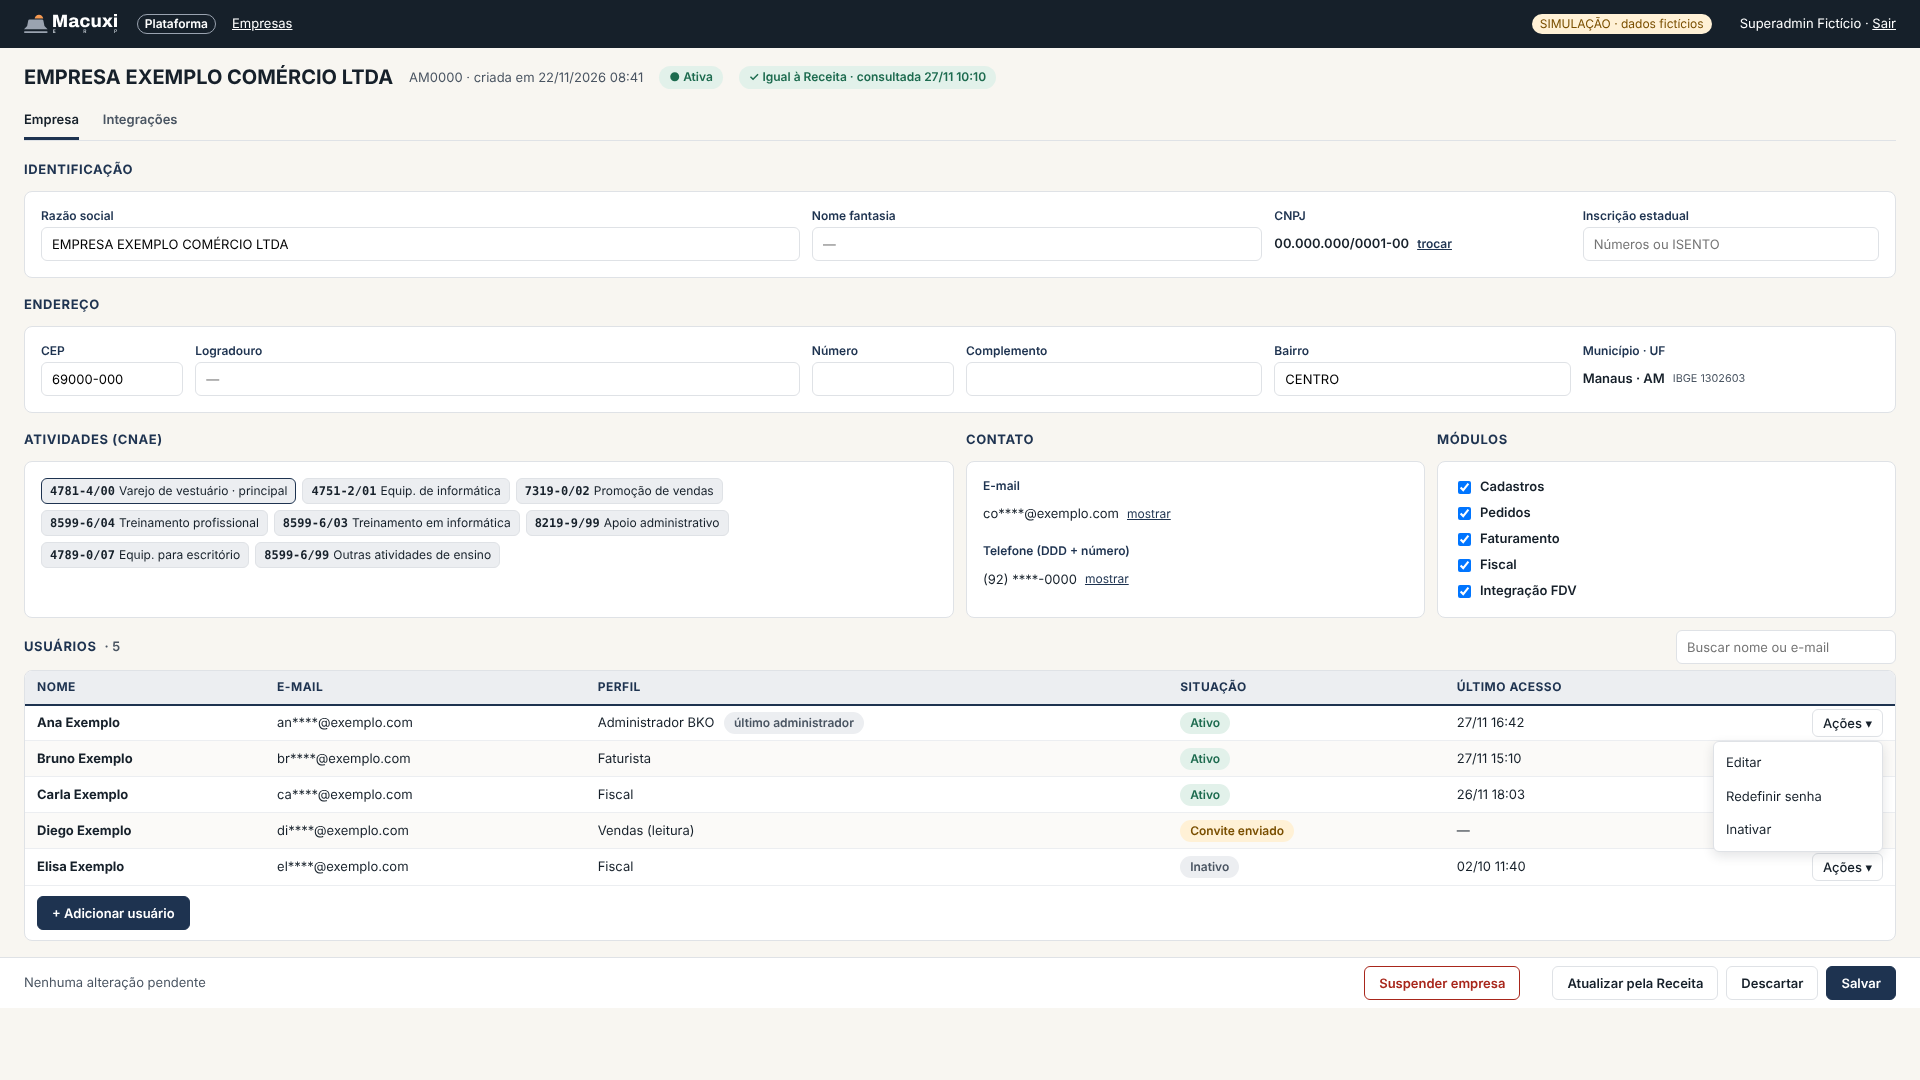 Macuxi
E R P
Plataforma
Empresas
SIMULAÇÃO · dados fictícios
Superadmin Fictício · Sair
EMPRESA EXEMPLO COMÉRCIO LTDA
AM0000 · criada em 22/11/2026 08:41
● Ativa
✓ Igual à Receita · consultada 27/11 10:10
Empresa
Integrações
IDENTIFICAÇÃO
Razão social
Nome fantasia
CNPJ
Inscrição estadual
EMPRESA EXEMPLO COMÉRCIO LTDA
—
00.000.000/0001-00 trocar
Números ou ISENTO
ENDEREÇO
CEP
Logradouro
Número
Complemento
Bairro
Município · UF
69000-000
—
CENTRO
Manaus · AM IBGE 1302603
ATIVIDADES (CNAE)
4781-4/00 Varejo de vestuário · principal
4751-2/01 Equip. de informática
7319-0/02 Promoção de vendas
8599-6/04 Treinamento profissional
8599-6/03 Treinamento em informática
8219-9/99 Apoio administrativo
4789-0/07 Equip. para escritório
8599-6/99 Outras atividades de ensino
CONTATO
E-mail
co****@exemplo.com mostrar
Telefone (DDD + número)
(92) ****-0000 mostrar
MÓDULOS
Cadastros
Pedidos
Faturamento
Fiscal
Integração FDV
USUÁRIOS · 5
Buscar nome ou e-mail
NOME E-MAIL PERFIL SITUAÇÃO ÚLTIMO ACESSO
Ana Exemplo an****@exemplo.com Administrador BKO último administrador Ativo 27/11 16:42 Ações ▾
Bruno Exemplo br****@exemplo.com Faturista Ativo 27/11 15:10
Carla Exemplo ca****@exemplo.com Fiscal Ativo 26/11 18:03
Diego Exemplo di****@exemplo.com Vendas (leitura) Convite enviado —
Elisa Exemplo el****@exemplo.com Fiscal Inativo 02/10 11:40 Ações ▾
Editar
Redefinir senha
Inativar
+ Adicionar usuário
Nenhuma alteração pendente
Suspender empresa
Atualizar pela Receita
Descartar
Salvar